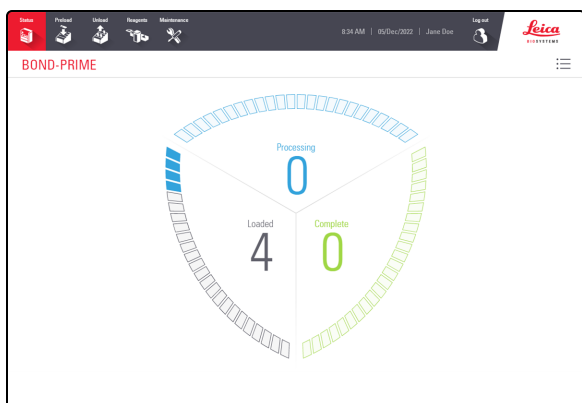 Status Preload Unload Reagents Maintenance
8:34 AM | 05/Dec/2022 | Jane Doe
Log out
Leica
BIOSYSTEMS
BOND-PRIME
Processing
0
Loaded
4
Complete
0